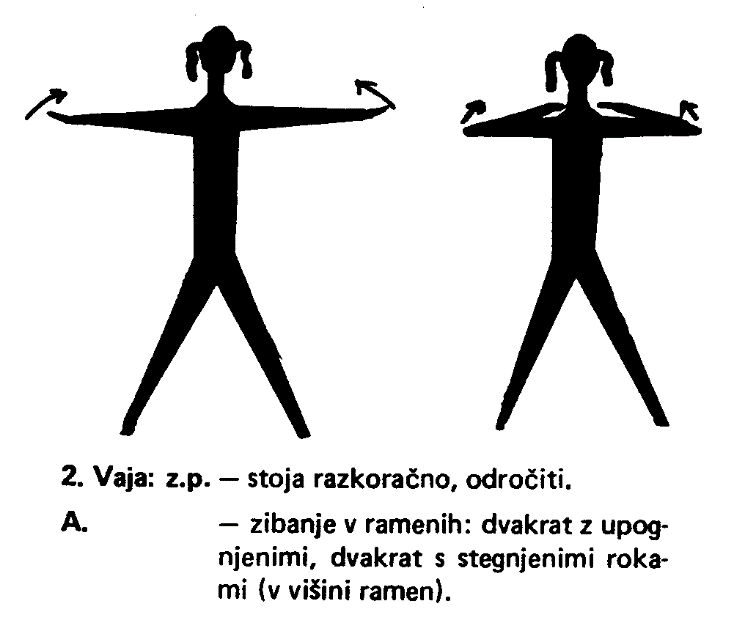 2. Vaja: z.p. — stoja razkoračno, odročiti.
A. — zibanje v ramenih: dvakrat z upog-
njenimi, dvakrat s stegnjenimi roka-
mi (v višini ramen).